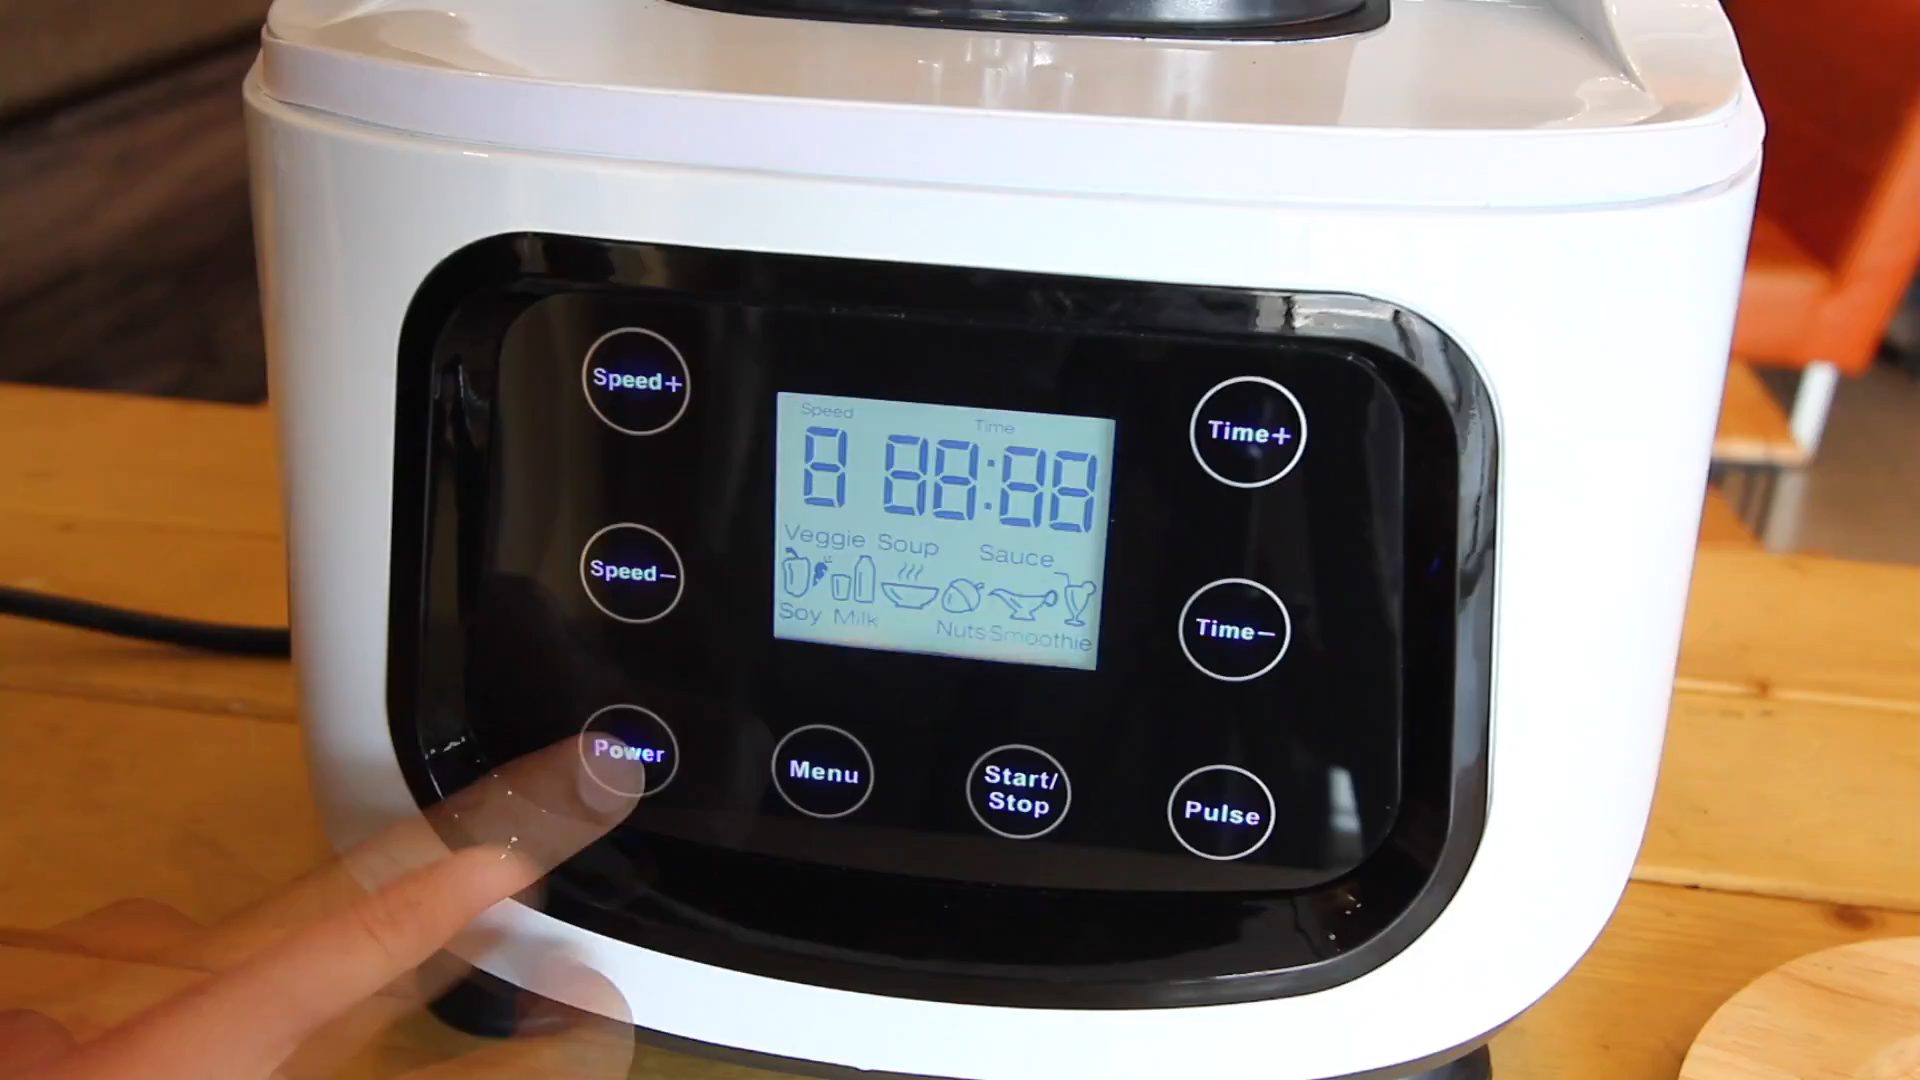 Speed+
Speed Time
8 88:88
Time+
Veggie Soup Sauce
Speed−
Soy Milk Nuts Smoothie
Time−
Power
Menu
Start/
Stop
Pulse